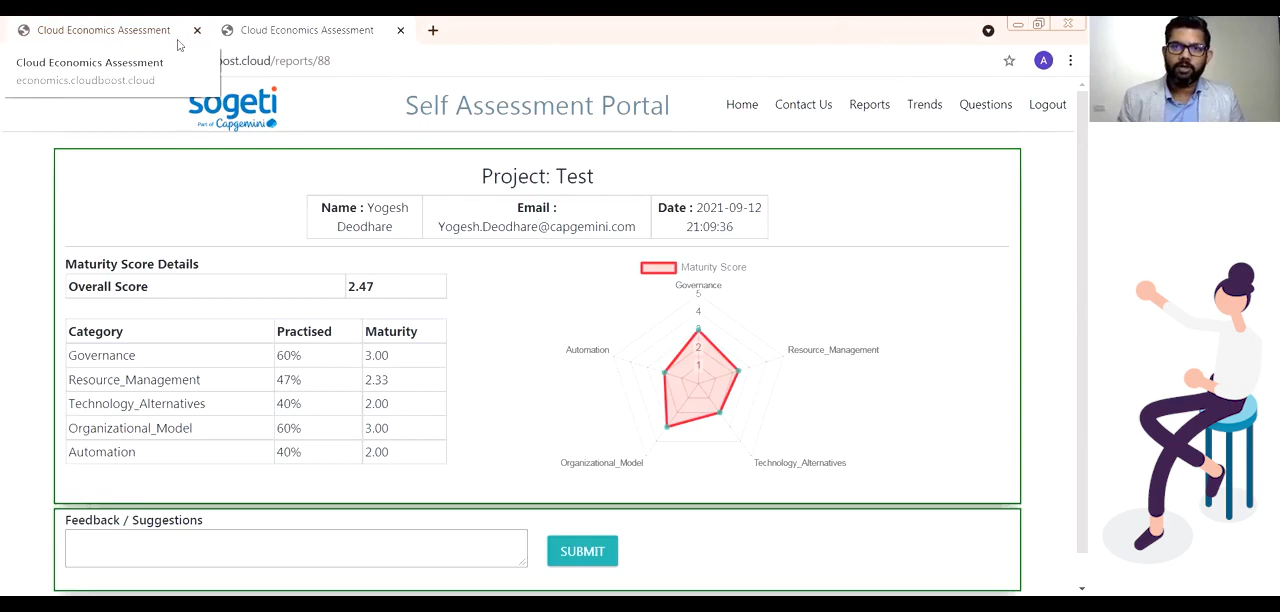 Cloud Economics Assessment
Cloud Economics Assessment
Cloud Economics Assessment
economics.cloudboost.cloud
ost.cloud/reports/88
A
sogeti
Part of Capgemini
Self Assessment Portal
Home Contact Us Reports Trends Questions Logout
Project: Test
Name : Yogesh Deodhare
Email : Yogesh.Deodhare@capgemini.com
Date : 2021-09-12 21:09:36
Maturity Score Details
Overall Score 2.47
Category Practised Maturity
Governance 60% 3.00
Resource_Management 47% 2.33
Technology_Alternatives 40% 2.00
Organizational_Model 60% 3.00
Automation 40% 2.00
Maturity Score
Governance
5
4
3
2
1
Automation
Resource_Management
Organizational_Model
Technology_Alternatives
Feedback / Suggestions
SUBMIT